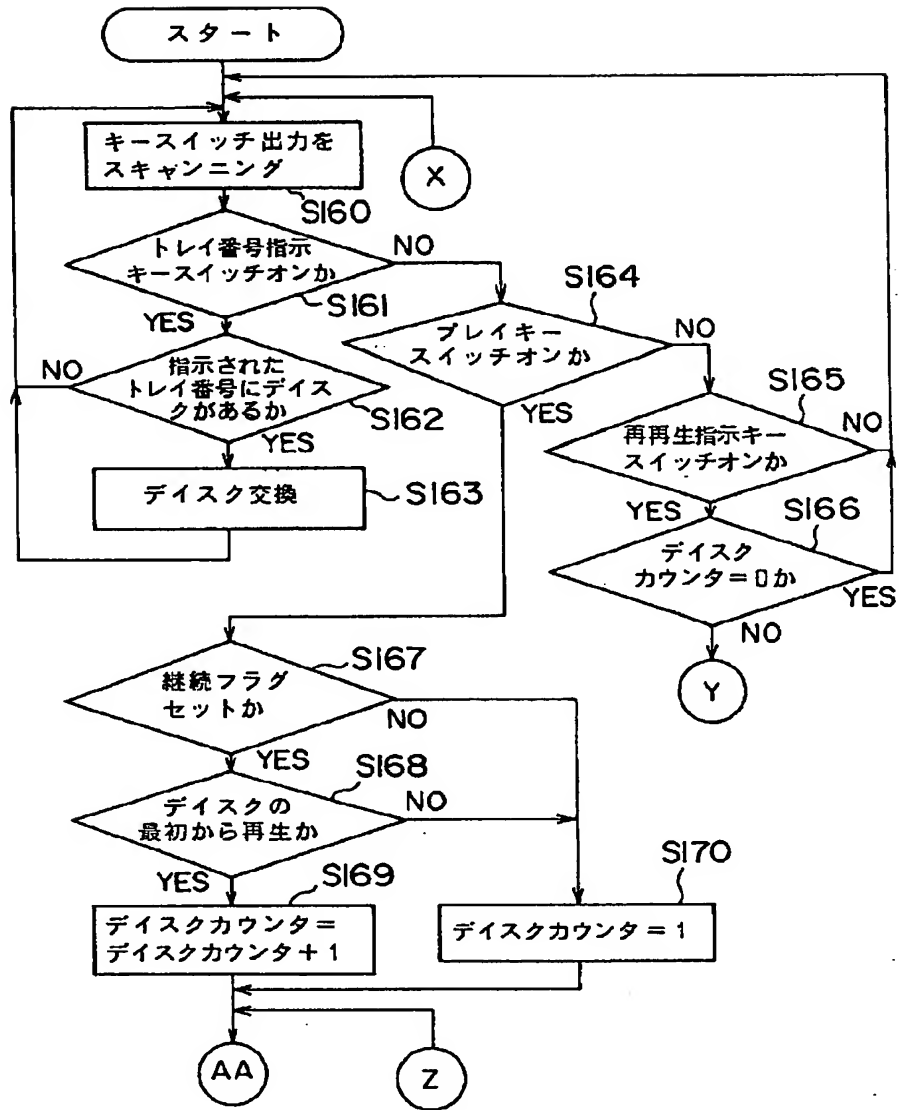 スタート
キースイッチ出力を
スキャンニング
X
S160
トレイ番号指示
キースイッチオンか
NO
S161
YES
S164
プレイキー
スイッチオンか
NO
YES
指示された
トレイ番号にデイス
クがあるか
NO
S162
YES
S165
再再生指示キー
スイッチオンか
NO
YES
デイスク交換
S163
S166
デイスク
カウンタ=0か
YES
NO
Y
S167
継続フラグ
セットか
NO
YES
S168
デイスクの
最初から再生か
NO
YES
S169
デイスクカウンタ=
デイスクカウンタ+1
S170
デイスクカウンタ=1
AA
Z